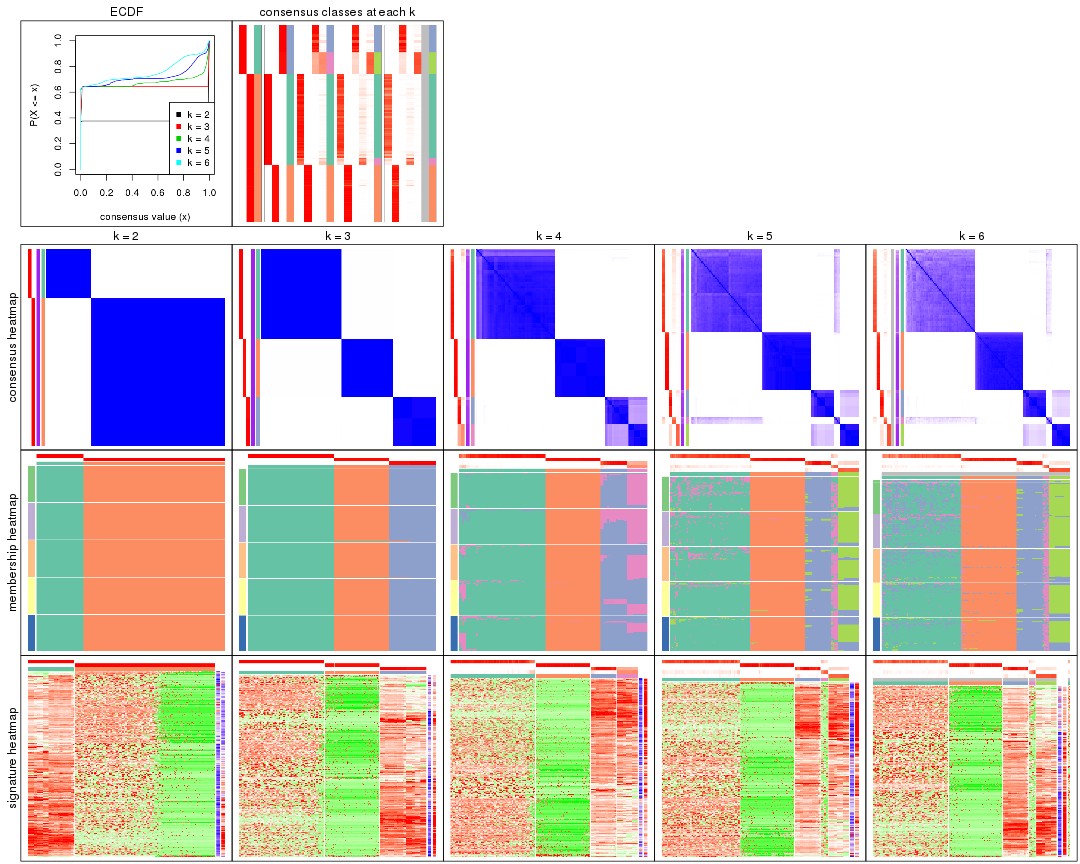 ECDF
consensus classes at each k
P(X <= x)
0.0 0.2 0.4 0.6 0.8 1.0
k = 2
k = 3
k = 4
k = 5
k = 6
0.0 0.2 0.4 0.6 0.8 1.0
consensus value (x)
k = 2
k = 3
k = 4
k = 5
k = 6
consensus heatmap
membership heatmap
signature heatmap